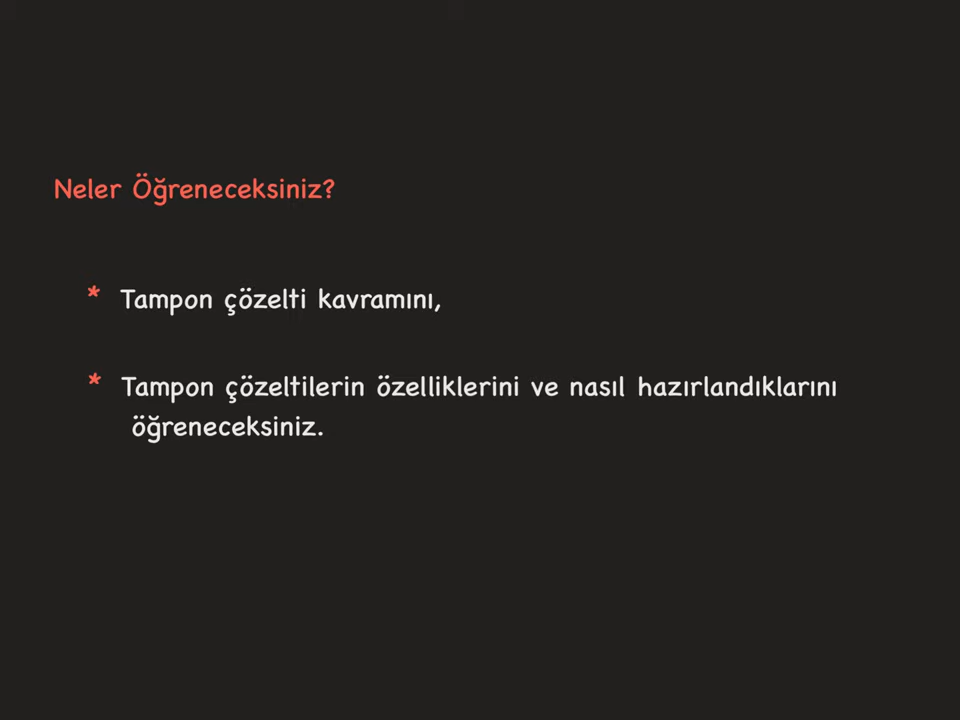 Neler Öğreneceksiniz?
* Tampon çözelti kavramını,
* Tampon çözeltilerin özelliklerini ve nasıl hazırlandıklarını
öğreneceksiniz.